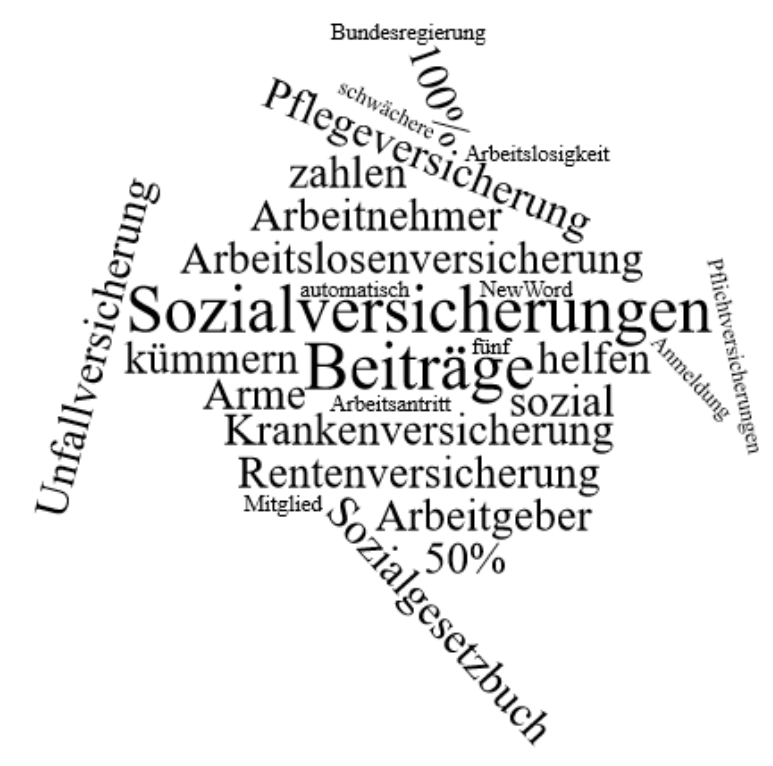 Bundesregierung
100%
schwächere
Pflegeversicherung
Arbeitslosigkeit
zahlen
Arbeitnehmer
Unfallversicherung
Arbeitslosenversicherung
automatisch
NewWord
Sozialversicherungen
Pflichtversicherungen
kümmern
Beiträge
fünf
helfen
Anmeldung
Arme
Arbeitsantritt
sozial
Krankenversicherung
Rentenversicherung
Mitglied
Sozialgesetzbuch
Arbeitgeber
50%